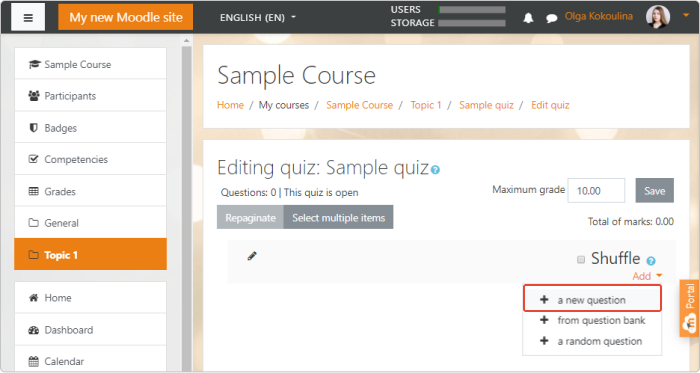 My new Moodle site
ENGLISH (EN)
USERS
STORAGE
Olga Kokoulina
Sample Course
Participants
Badges
Competencies
Grades
General
Topic 1
Home
Dashboard
Calendar
Sample Course
Home / My courses / Sample Course / Topic 1 / Sample quiz / Edit quiz
Editing quiz: Sample quiz
Questions: 0 | This quiz is open
Maximum grade 10.00 Save
Repaginate Select multiple items
Total of marks: 0.00
Shuffle
Add
a new question
from question bank
a random question
Portal